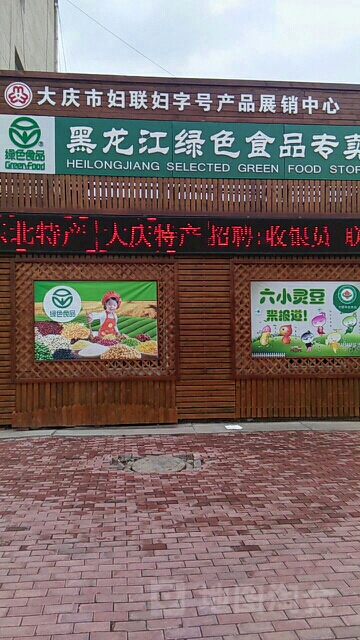 大庆市妇联妇字号产品展销中心
绿色食品
GreenFood
黑龙江绿色食品专卖
HEILONGJIANG SELECTED GREEN FOOD STOR
北特产 大庆特产 招聘:收银员
绿色食品
六小灵豆
来报道!